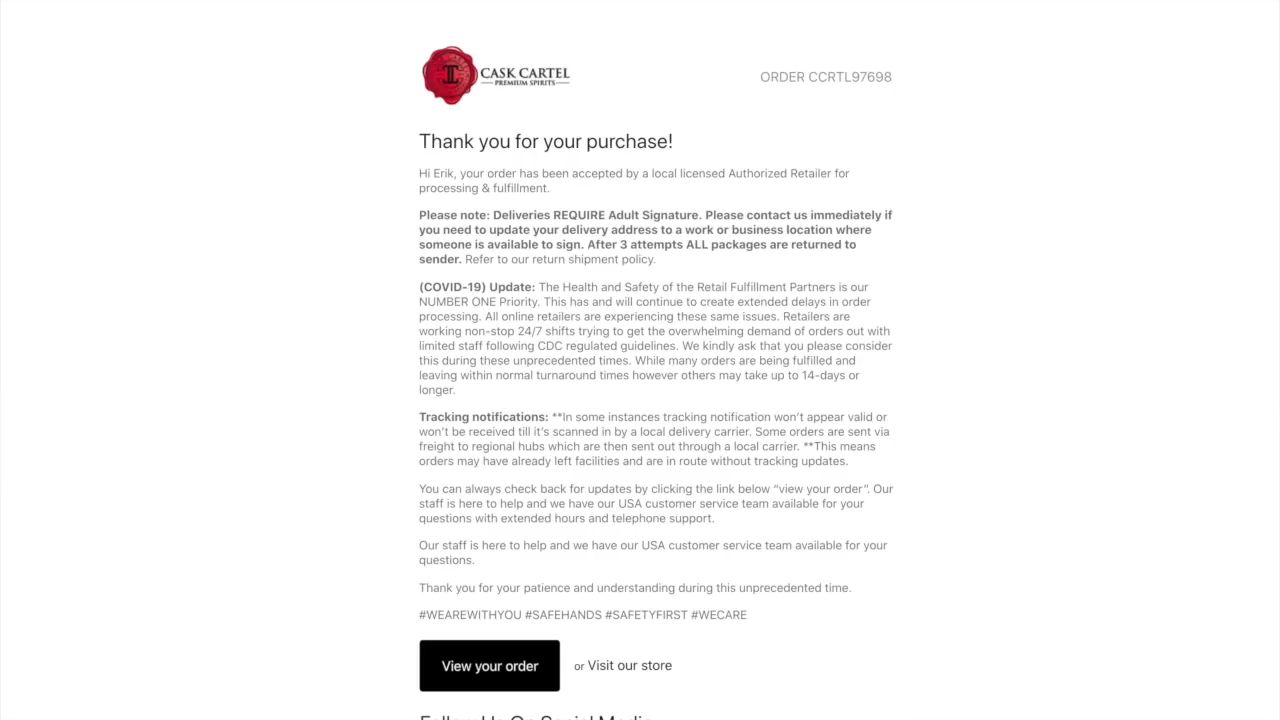 CASK CARTEL
PREMIUM SPIRITS
ORDER CCRTL97698
Thank you for your purchase!
Hi Erik, your order has been accepted by a local licensed Authorized Retailer for
processing & fulfillment.
Please note: Deliveries REQUIRE Adult Signature. Please contact us immediately if
you need to update your delivery address to a work or business location where
someone is available to sign. After 3 attempts ALL packages are returned to
sender. Refer to our return shipment policy.
(COVID-19) Update: The Health and Safety of the Retail Fulfillment Partners is our
NUMBER ONE Priority. This has and will continue to create extended delays in order
processing. All online retailers are experiencing these same issues. Retailers are
working non-stop 24/7 shifts trying to get the overwhelming demand of orders out with
limited staff following CDC regulated guidelines. We kindly ask that you please consider
this during these unprecedented times. While many orders are being fulfilled and
leaving within normal turnaround times however others may take up to 14-days or
longer.
Tracking notifications: **In some instances tracking notification won't appear valid or
won't be received till it's scanned in by a local delivery carrier. Some orders are sent via
freight to regional hubs which are then sent out through a local carrier. **This means
orders may have already left facilities and are in route without tracking updates.
You can always check back for updates by clicking the link below “view your order”. Our
staff is here to help and we have our USA customer service team available for your
questions with extended hours and telephone support.
Our staff is here to help and we have our USA customer service team available for your
questions.
Thank you for your patience and understanding during this unprecedented time.
#WEAREWITHYOU #SAFEHANDS #SAFETYFIRST #WECARE
View your order
or Visit our store
Follow Us On Social Media